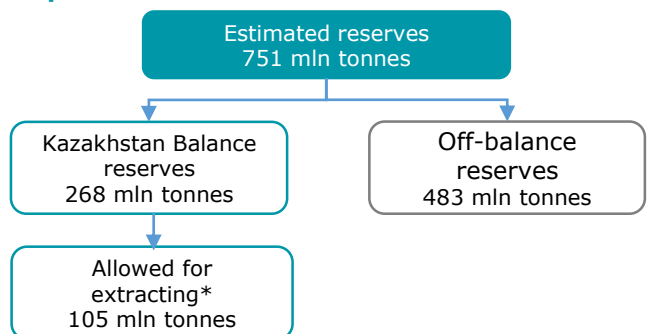 Estimated reserves
751 mln tonnes
Kazakhstan Balance
reserves
268 mln tonnes
Off-balance
reserves
483 mln tonnes
Allowed for
extracting*
105 mln tonnes